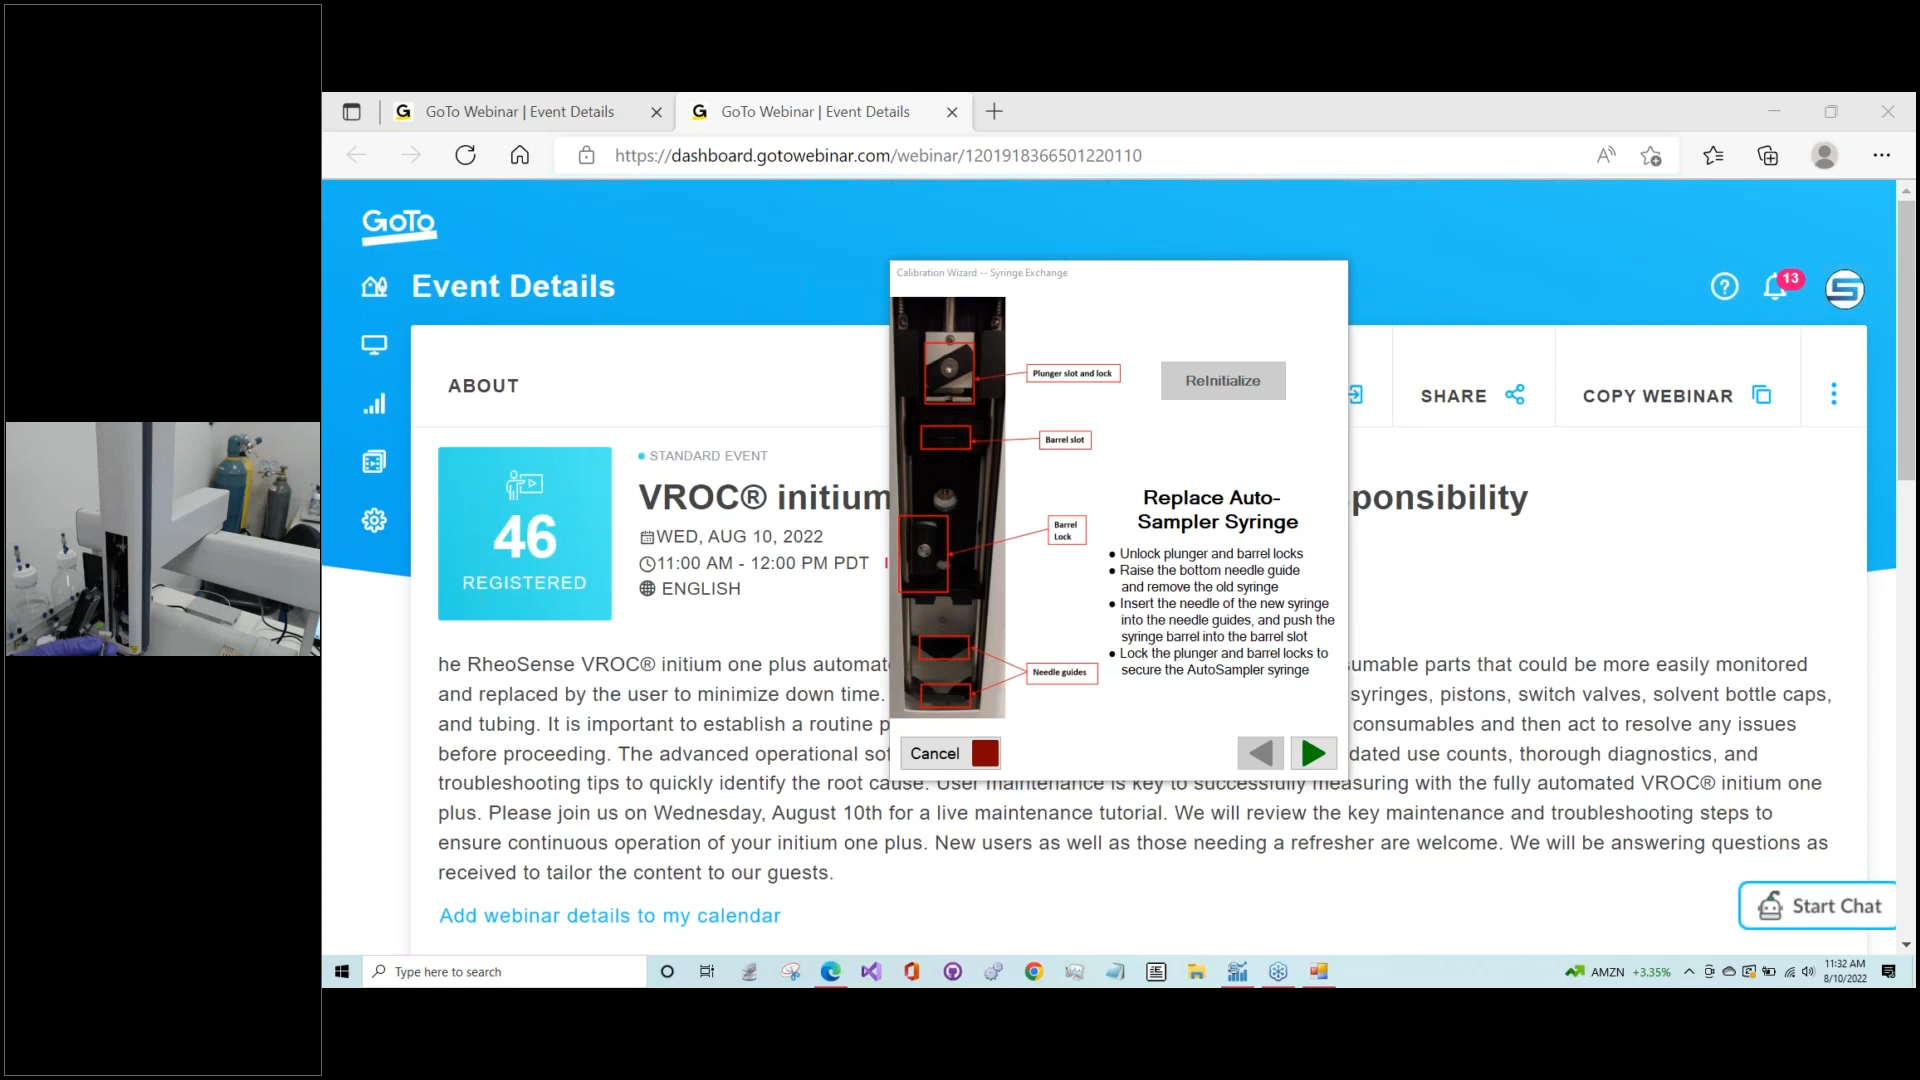 GoTo Webinar | Event Details
GoTo Webinar | Event Details
https://dashboard.gotowebinar.com/webinar/1201918366501220110
GoTo
Event Details
13
ABOUT
SHARE
COPY WEBINAR
46
REGISTERED
STANDARD EVENT
VROC® initium
ponsibility
WED, AUG 10, 2022
11:00 AM - 12:00 PM PDT
ENGLISH
he RheoSense VROC® initium one plus automat
sumable parts that could be more easily monitored
and replaced by the user to minimize down time.
syringes, pistons, switch valves, solvent bottle caps,
and tubing. It is important to establish a routine p
consumables and then act to resolve any issues
before proceeding. The advanced operational sof
dated use counts, thorough diagnostics, and
troubleshooting tips to quickly identify the root cause. User maintenance is key to successfully measuring with the fully automated VROC® initium one
plus. Please join us on Wednesday, August 10th for a live maintenance tutorial. We will review the key maintenance and troubleshooting steps to
ensure continuous operation of your initium one plus. New users as well as those needing a refresher are welcome. We will be answering questions as
received to tailor the content to our guests.
Add webinar details to my calendar
Start Chat
Calibration Wizard -- Syringe Exchange
Plunger slot and lock
Barrel slot
Barrel
Lock
Needle guides
ReInitialize
Replace Auto-
Sampler Syringe
● Unlock plunger and barrel locks
● Raise the bottom needle guide
and remove the old syringe
● Insert the needle of the new syringe
into the needle guides, and push the
syringe barrel into the barrel slot
● Lock the plunger and barrel locks to
secure the AutoSampler syringe
Cancel
Type here to search
AMZN +3.35%
11:32 AM
8/10/2022